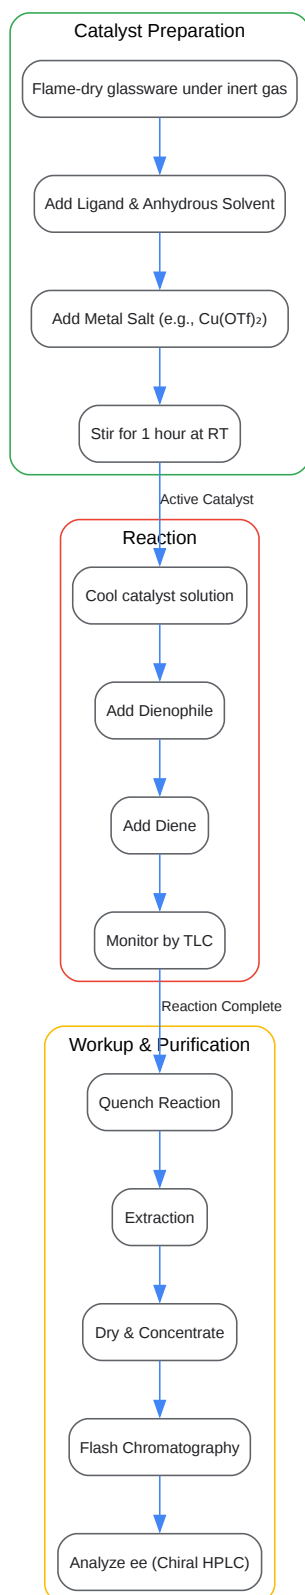 Catalyst Preparation
Flame-dry glassware under inert gas
Add Ligand & Anhydrous Solvent
Add Metal Salt (e.g., Cu(OTf)₂)
Stir for 1 hour at RT
Active Catalyst
Reaction
Cool catalyst solution
Add Dienophile
Add Diene
Monitor by TLC
Reaction Complete
Workup & Purification
Quench Reaction
Extraction
Dry & Concentrate
Flash Chromatography
Analyze ee (Chiral HPLC)